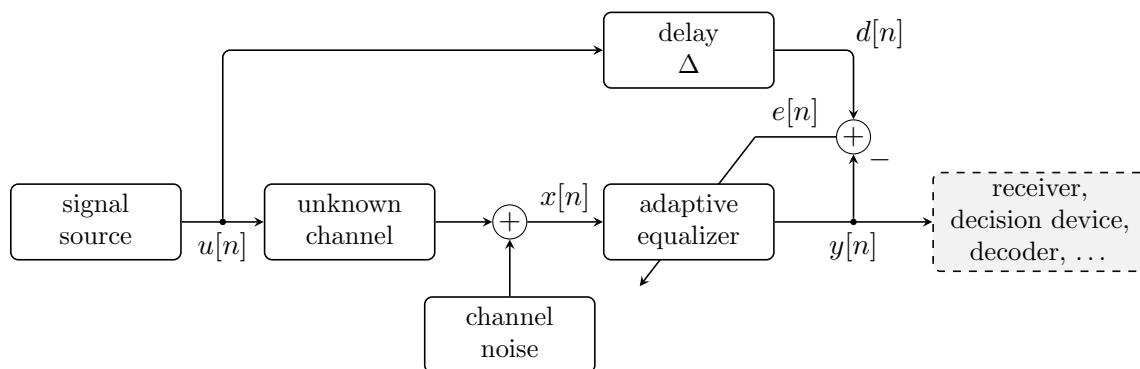 delay
Δ
d[n]
e[n]
+
−
signal
source
u[n]
unknown
channel
+
x[n]
adaptive
equalizer
y[n]
receiver,
decision device,
decoder, …
channel
noise